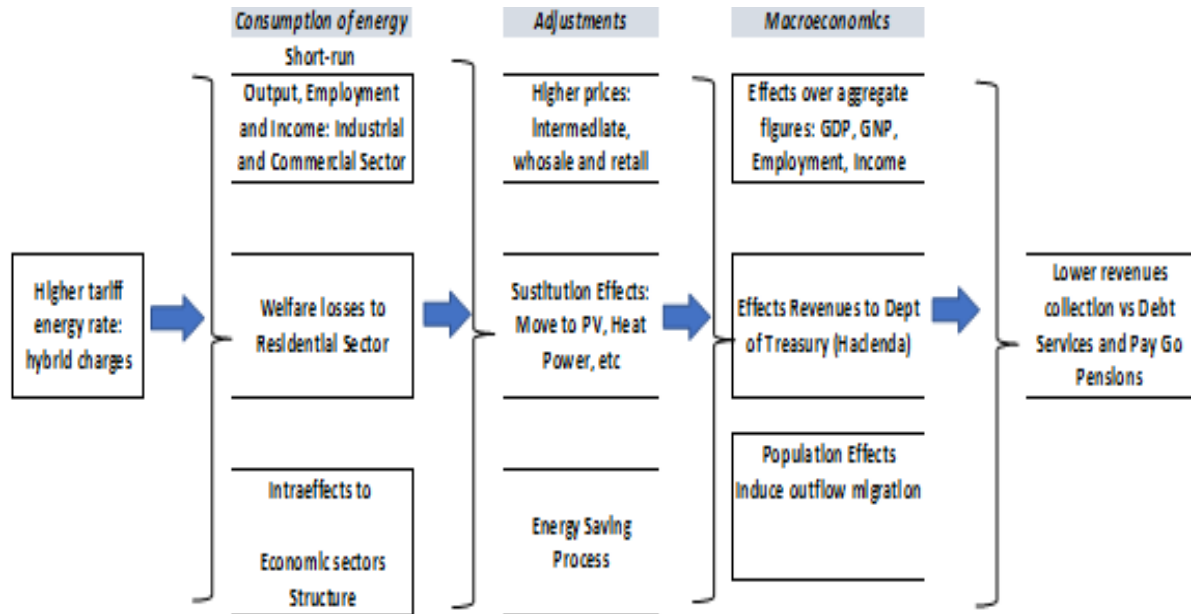 Consumption of energy
Adjustments
Macroeconomics
Short-run
Output, Employment
and Income: Industrial
and Commercial Sector
Higher prices:
intermediate,
whosale and retail
Effects over aggregate
figures: GDP, GNP,
Employment, Income
Higher tariff
energy rate:
hybrid charges
Welfare losses to
Residential Sector
Sustitution Effects:
Move to PV, Heat
Power, etc
Effects Revenues to Dept
of Treasury (Hacienda)
Lower revenues
collection vs Debt
Services and Pay Go
Pensions
Intraeffects to
Economic sectors
Structure
Energy Saving
Process
Population Effects
Induce outflow migration